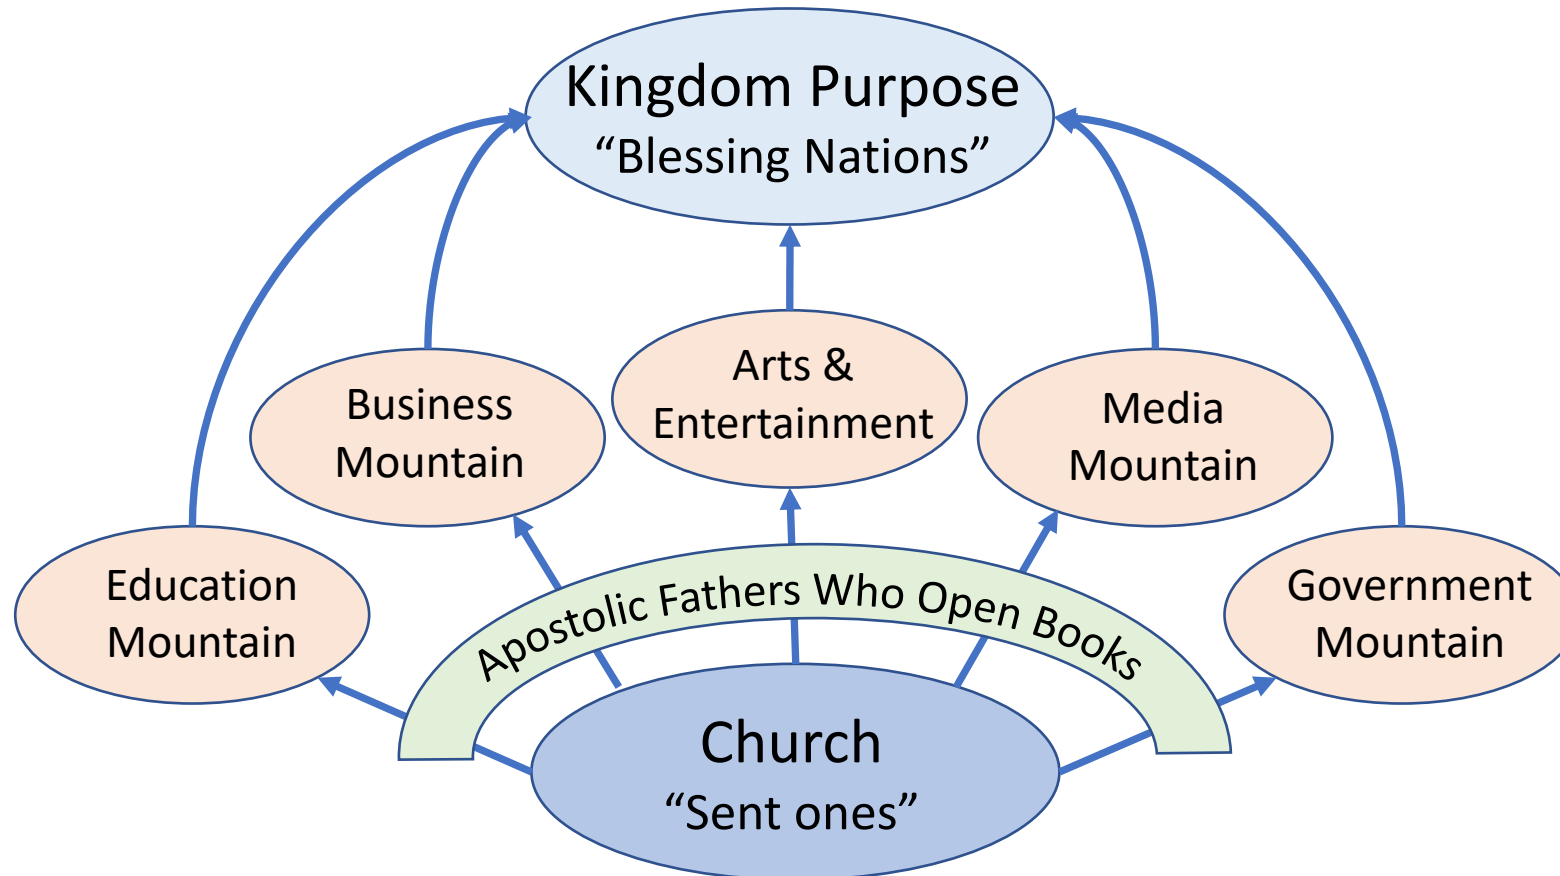 Kingdom Purpose
“Blessing Nations”
Arts &
Entertainment
Business
Mountain
Media
Mountain
Education
Mountain
Government
Mountain
Apostolic Fathers Who Open Books
Church
“Sent ones”